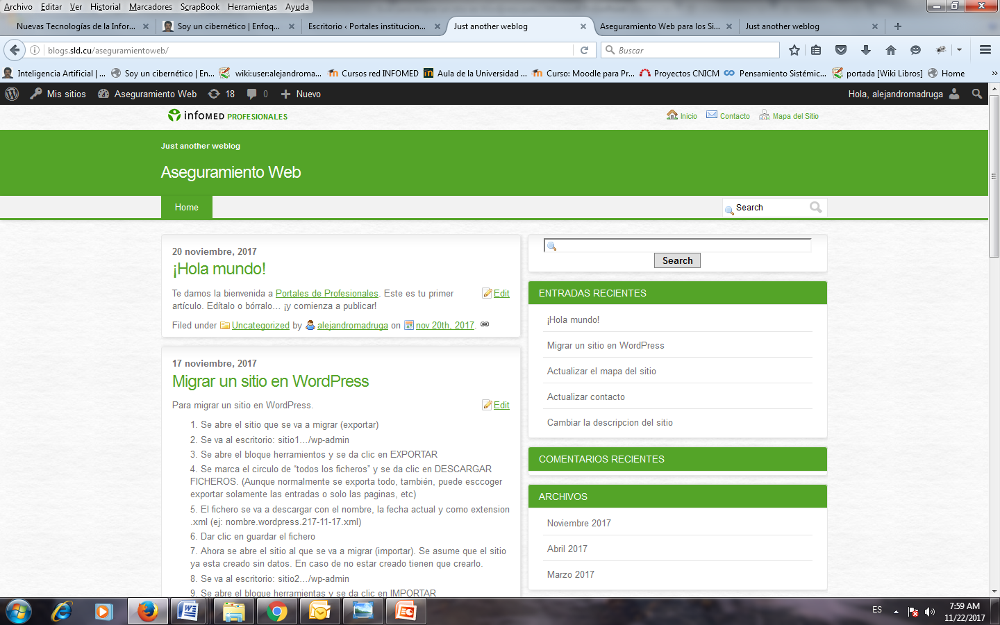 Archivo Editar Ver Historial Marcadores ScrapBook Herramientas Ayuda
Nuevas Tecnologías de la Infor... Soy un cibernético | Enfoq... Escritorio ‹ Portales institucion... Just another weblog Aseguramiento Web para los Si... Just another weblog
blogs.sld.cu/aseguramientoweb/ Buscar
Inteligencia Artificial | ... Soy un cibernético | En... wiki:user:alejandroma... Cursos red INFOMED Aula de la Universidad ... Curso: Moodle para Pr... Proyectos CNICM Pensamiento Sistémic... portada [Wiki Libros] Home »
Mis sitios Aseguramiento Web 18 0 Nuevo Hola, alejandromadruga
infoMED PROFESIONALES Inicio Contacto Mapa del Sitio
Just another weblog
Aseguramiento Web
Home Search
20 noviembre, 2017
¡Hola mundo!
Te damos la bienvenida a Portales de Profesionales. Este es tu primer Edit
artículo. Edítalo o bórralo… ¡y comienza a publicar!
Filed under Uncategorized by alejandromadruga on nov 20th, 2017.
17 noviembre, 2017
Migrar un sitio en WordPress
Para migrar un sitio en WordPress. Edit
1. Se abre el sitio que se va a migrar (exportar)
2. Se va al escritorio: sitio1…/wp-admin
3. Se abre el bloque herramientos y se da clic en EXPORTAR
4. Se marca el circulo de “todos los ficheros” y se da clic en DESCARGAR
FICHEROS. (Aunque normalmente se exporta todo, también, puede esccoger
exportar solamente las entradas o solo las paginas, etc)
5. El fichero se va a descargar con el nombre, la fecha actual y como extension
.xml (ej: nombre.wordpress.217-11-17.xml)
6. Dar clic en guardar el fichero
7. Ahora se abre el sitio al que se va a migrar (importar). Se asume que el sitio
ya esta creado sin datos. En caso de no estar creado tienen que crearlo.
8. Se va al escritorio: sitio2…/wp-admin
9. Se abre el bloque herramientas y se da clic en IMPORTAR
Search
ENTRADAS RECIENTES
¡Hola mundo!
Migrar un sitio en WordPress
Actualizar el mapa del sitio
Actualizar contacto
Cambiar la descripcion del sitio
COMENTARIOS RECIENTES
ARCHIVOS
Noviembre 2017
Abril 2017
Marzo 2017
ES 7:59 AM
11/22/2017